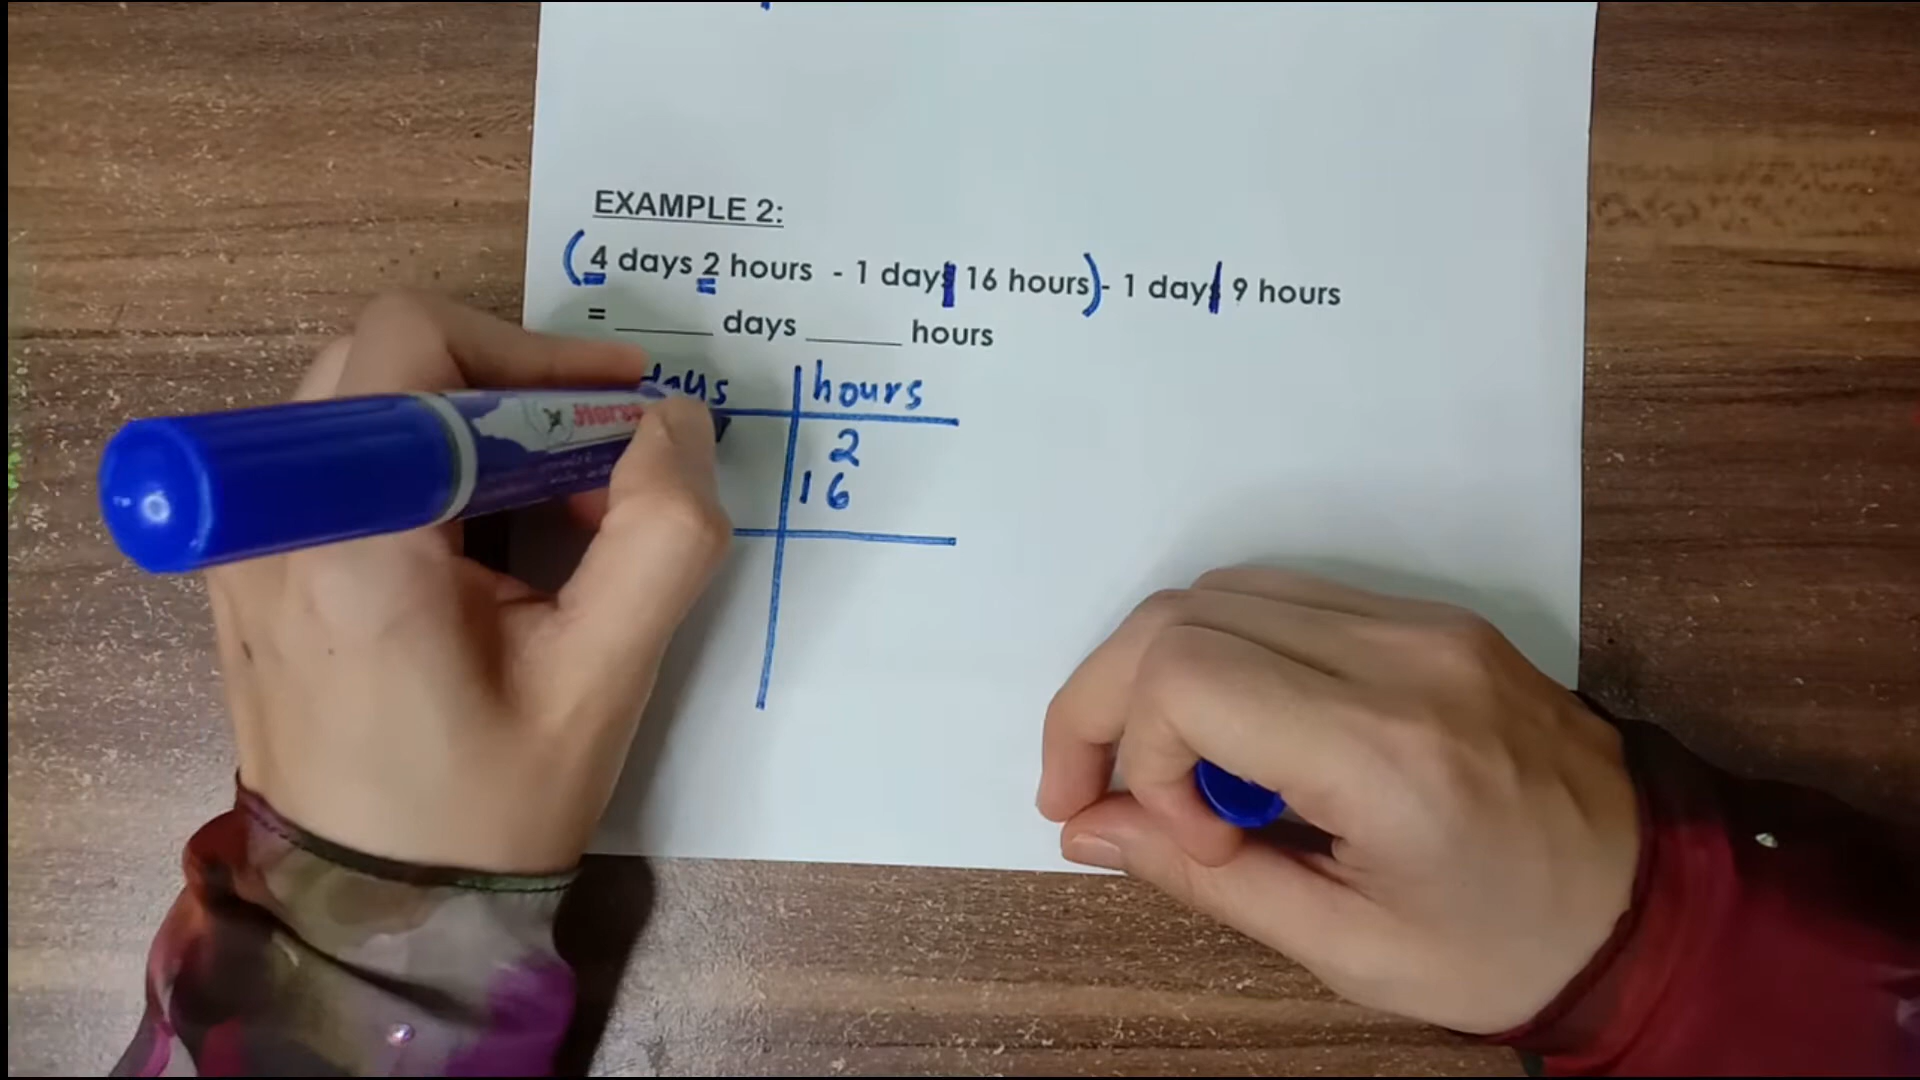 EXAMPLE 2:
(4 days 2 hours - 1 day 16 hours) - 1 day 9 hours
= ______ days ______ hours
days | hours
2
16